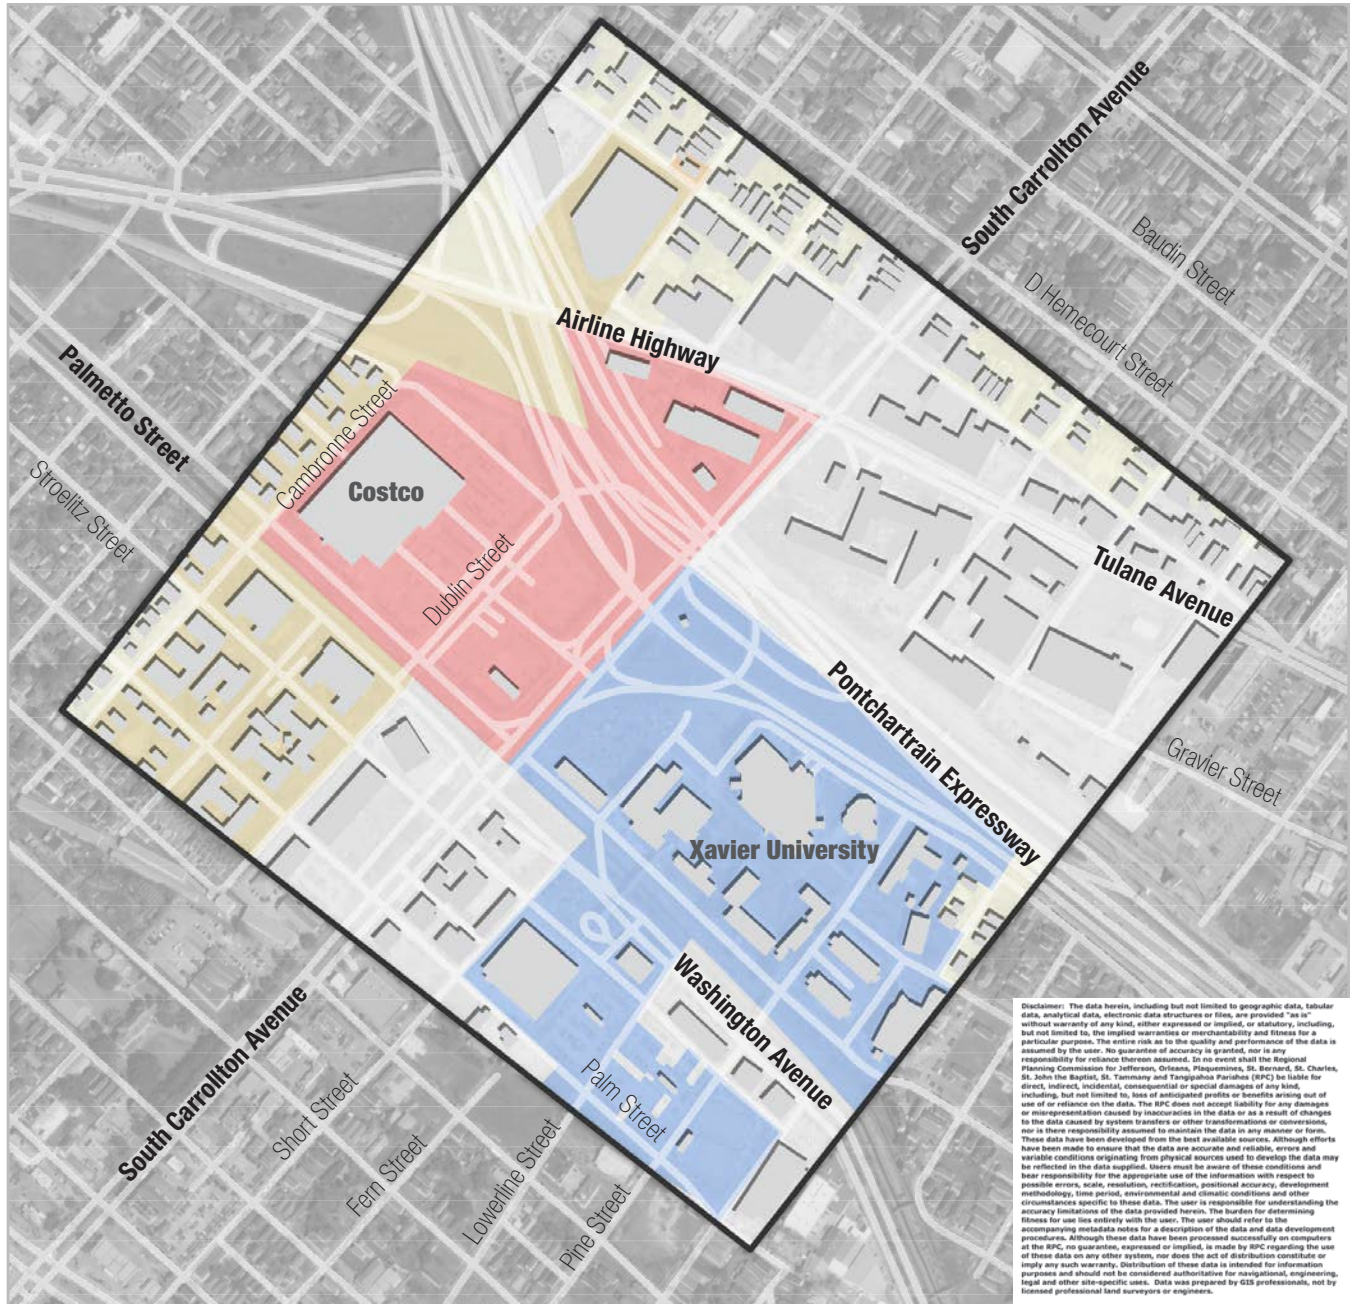 South Carrollton Avenue
Baudin Street
D Hemecourt Street
Airline Highway
Palmetto Street
Cambronne Street
Stroelitz Street
Costco
Dublin Street
Tulane Avenue
Pontchartrain Expressway
Gravier Street
Xavier University
Washington Avenue
Palm Street
South Carrollton Avenue
Short Street
Fern Street
Lowerline Street
Pine Street
Disclaimer: The data herein, including but not limited to geographic data, tabular
data, analytical data, electronic data structures or files, are provided "as is"
without warranty of any kind, either expressed or implied, or statutory, including,
but not limited to, the implied warranties or merchantability and fitness for a
particular purpose. The entire risk as to the quality and performance of the data is
assumed by the user. No guarantee of accuracy is granted, nor is any
responsibility for reliance thereon assumed. In no event shall the Regional
Planning Commission for Jefferson, Orleans, Plaquemines, St. Bernard, St. Charles,
St. John the Baptist, St. Tammany and Tangipahoa Parishes (RPC) be liable for
direct, indirect, incidental, consequential or special damages of any kind,
including, but not limited to, loss of anticipated profits or benefits arising out of
use of or reliance on the data. The RPC does not accept liability for any damages
or misrepresentation caused by inaccuracies in the data or as a result of changes
to the data caused by system transfers or other transformations or conversions,
nor is there responsibility assumed to maintain the data in any manner or form.
These data have been developed from the best available sources. Although efforts
have been made to ensure that the data are accurate and reliable, errors and
variable conditions originating from physical sources used to develop the data may
be reflected in the data supplied. Users must be aware of these conditions and
bear responsibility for the appropriate use of the information with respect to
possible errors, scale, resolution, rectification, positional accuracy, development
methodology, time period, environmental and climatic conditions and other
circumstances specific to these data. The user is responsible for understanding the
accuracy limitations of the data provided herein. The burden for determining
fitness for use lies entirely with the user. The user should refer to the
accompanying metadata notes for a description of the data and data development
procedures. Although these data have been processed successfully on computers
at the RPC, no guarantee, expressed or implied, is made by RPC regarding the use
of these data on any other system, nor does the act of distribution constitute or
imply any such warranty. Distribution of these data is intended for information
purposes and should not be considered authoritative for navigational, engineering,
legal and other site-specific uses. Data was prepared by GIS professionals, not by
licensed professional land surveyors or engineers.